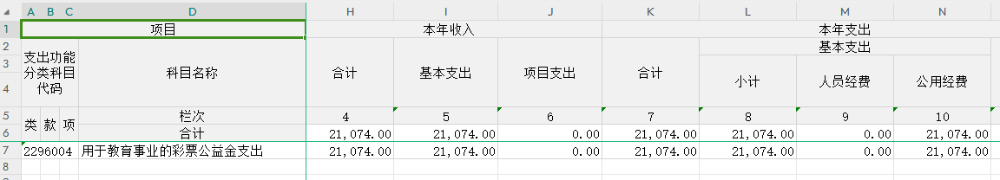 A B C D H I J K L M N
1 项目 本年收入 本年支出
2 基本支出
3
4
支出功能
分类科目
代码
科目名称 合计 基本支出 项目支出 合计 小计 人员经费 公用经费
5 类 款 项 栏次 4 5 6 7 8 9 10
6 合计 21,074.00 21,074.00 0.00 21,074.00 21,074.00 0.00 21,074.00
7 2296004 用于教育事业的彩票公益金支出 21,074.00 21,074.00 0.00 21,074.00 21,074.00 0.00 21,074.00
8